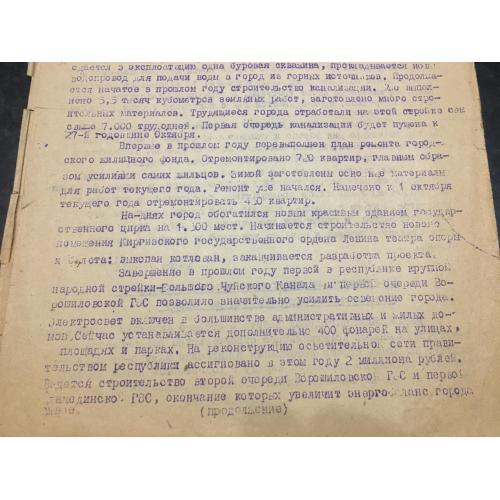 сдается в эксплоатацию одна буровая скважина, прокладывается новый
водопровод для подачи воды в город из горных источников. Продолжа-
ется начатое в прошлом году строительство канализации. Уже выпол-
нено 5,5 тысяч кубометров земляных работ, заготовлено много строи-
тельных материалов. Трудящиеся города отработали на этой стройке
свыше 7.000 трудодней. Первая очередь канализации будет пущена к
27-й годовщине Октября.
Впервые в прошлом году перевыполнен план ремонта город-
ского жилищного фонда. Отремонтировано квартир, главным обра-
зом усилиями самих жильцов. Зимой заготовлены основные материалы
для работ текущего года. Ремонт уже начался. Намечено к 1 октября
текущего года отремонтировать квартир.
На-днях город обогатился новым красивым зданием государ-
ственного цирка на мест. Начинается строительство нового
помещения Киргизского государственного ордена Ленина театра оперы
и балета: выкопан котлован, заканчивается разработка проекта.
Завершение в прошлом году первой в республике крупной
народной стройки-Большого Чуйского Канала и первой очереди Во-
рошиловской ГЭС позволило значительно усилить освещение города.
Электросвет включен в большинстве административных и жилых до-
мов. Сейчас устанавливается дополнительно 400 фонарей на улицах,
площадях и парках. На реконструкцию осветительной сети прави-
тельством республики ассигновано в этом году 2 миллиона рублей.
Ведется строительство второй очереди Ворошиловской ГЭС и первой
Аламединской ГЭС, окончание которых увеличит энергобаланс города
(продолжение)